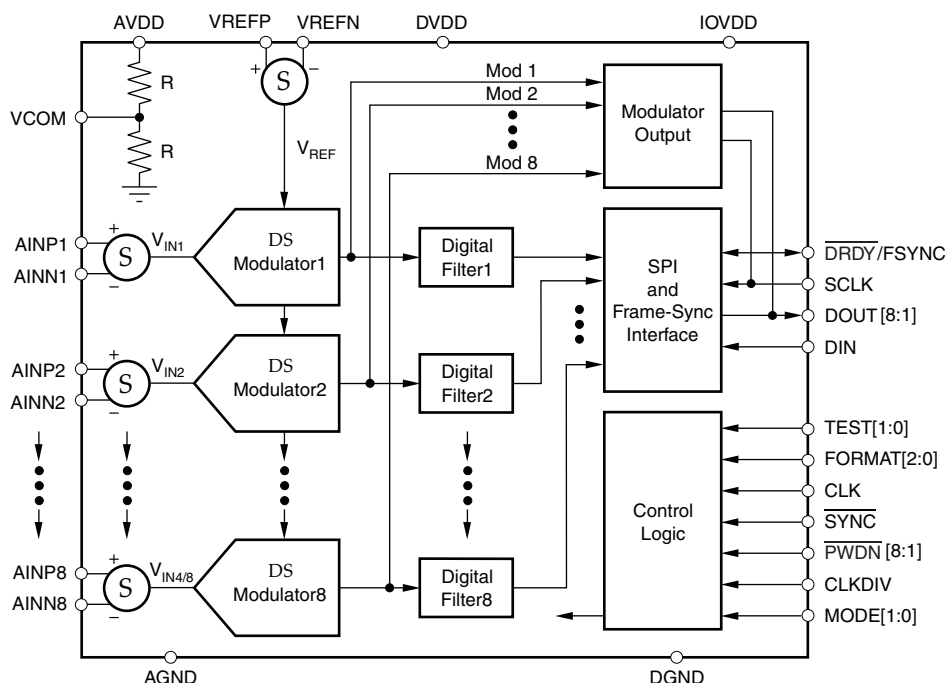 AVDD
VREFP
VREFN
DVDD
IOVDD
R
VCOM
R
+
S
−
VREF
Mod 1
Mod 2
Mod 8
Modulator
Output
AINP1
AINN1
+
S
−
VIN1
DS
Modulator1
Digital
Filter1
SPI
and
Frame-Sync
Interface
DRDY/FSYNC
SCLK
DOUT[8:1]
DIN
AINP2
AINN2
+
S
−
VIN2
DS
Modulator2
Digital
Filter2
Control
Logic
TEST[1:0]
FORMAT[2:0]
CLK
SYNC
PWDN[8:1]
CLKDIV
MODE[1:0]
AINP8
AINN8
+
S
−
VIN4/8
DS
Modulator8
Digital
Filter8
AGND
DGND